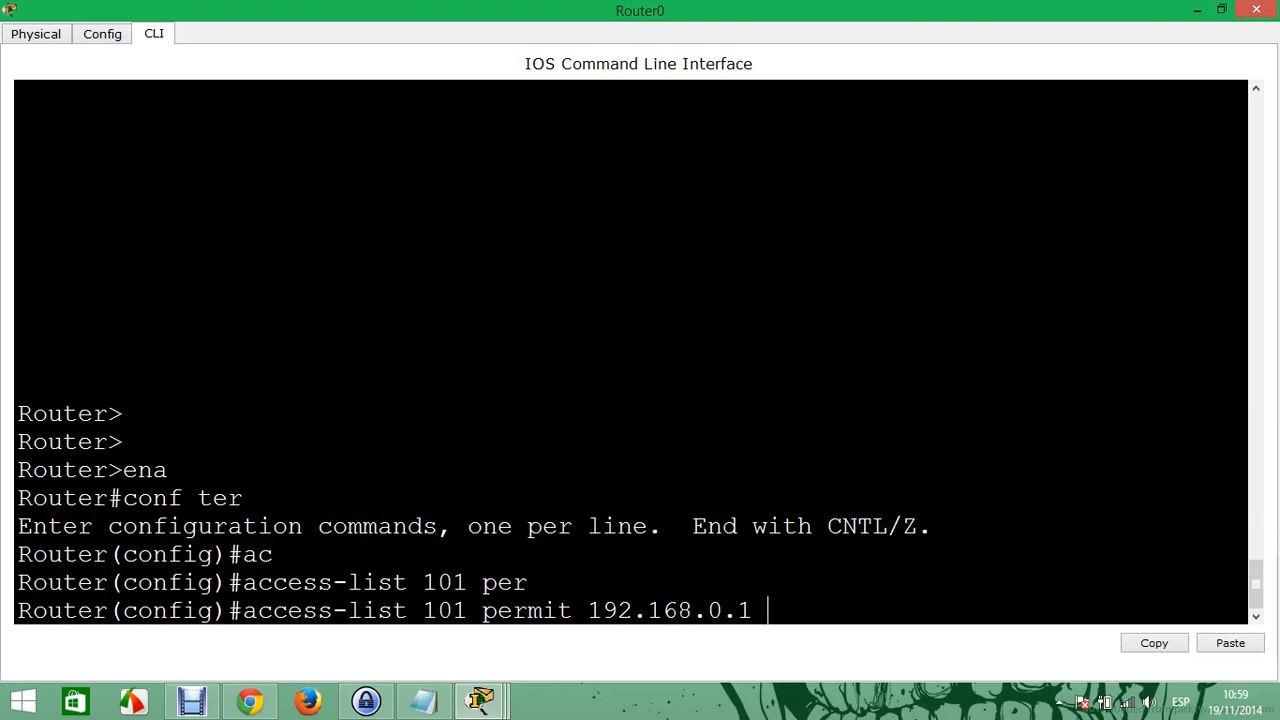 Router0
Physical
Config
CLI
IOS Command Line Interface
Router>
Router>
Router>ena
Router#conf ter
Enter configuration commands, one per line.  End with CNTL/Z.
Router(config)#ac
Router(config)#access-list 101 per
Router(config)#access-list 101 permit 192.168.0.1
Copy
Paste
ESP
10:59
19/11/2014